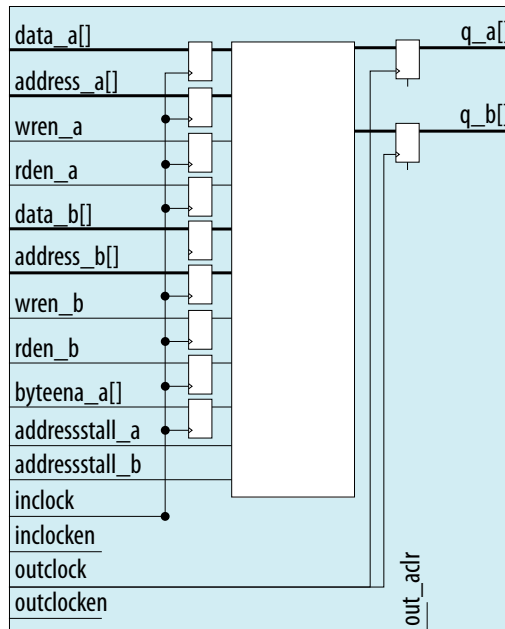 data_a[]
address_a[]
wren_a
rden_a
data_b[]
address_b[]
wren_b
rden_b
byteena_a[]
addressstall_a
addressstall_b
inclock
inclocken
outclock
outclocken
q_a[]
q_b[]
out_aclr